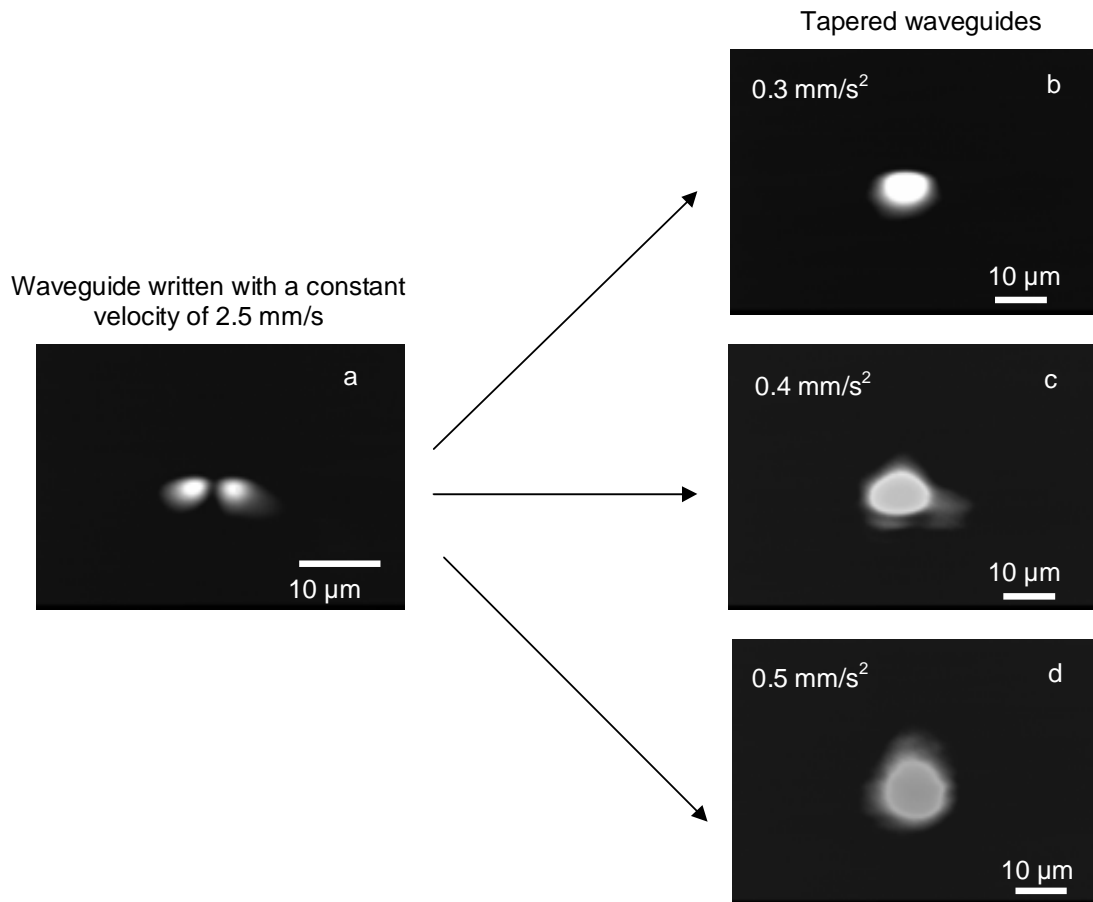 Tapered waveguides
0.3 mm/s²
b
10 μm
Waveguide written with a constant
velocity of 2.5 mm/s
a
10 μm
0.4 mm/s²
c
10 μm
0.5 mm/s²
d
10 μm